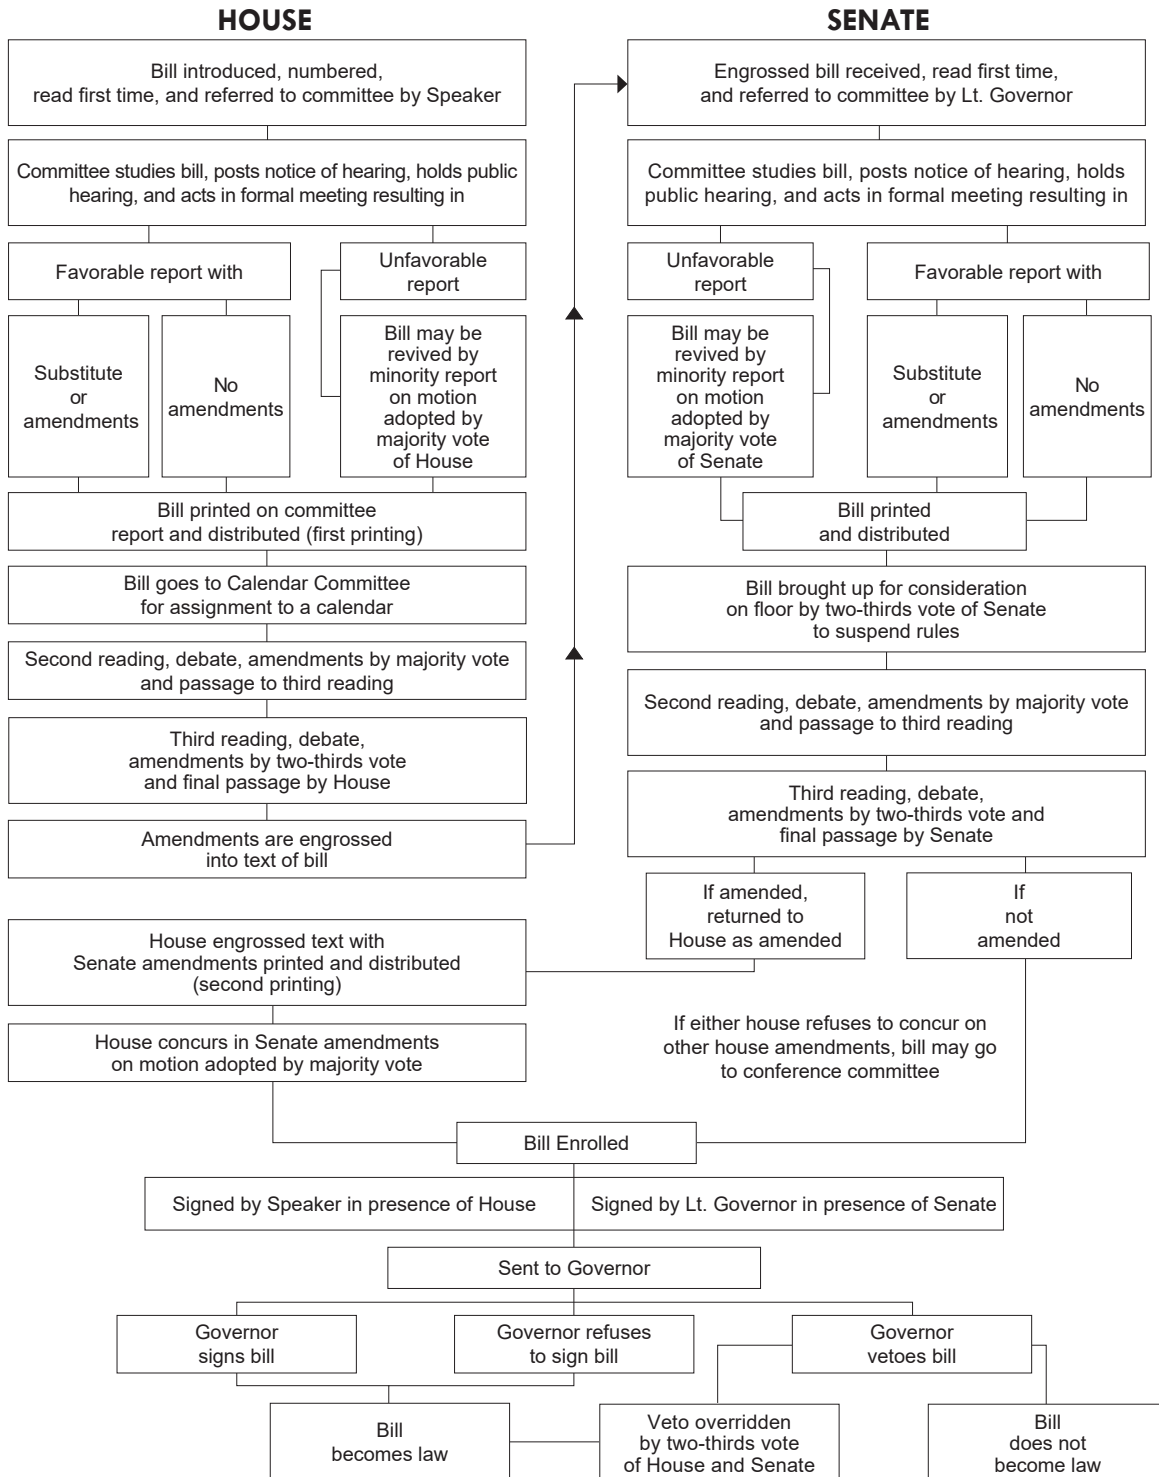 HOUSE
Bill introduced, numbered,
read first time, and referred to committee by Speaker
Committee studies bill, posts notice of hearing, holds public
hearing, and acts in formal meeting resulting in
Favorable report with
Unfavorable
report
Substitute
or
amendments
No
amendments
Bill may be
revived by
minority report
on motion
adopted by
majority vote
of House
Bill printed on committee
report and distributed (first printing)
Bill goes to Calendar Committee
for assignment to a calendar
Second reading, debate, amendments by majority vote
and passage to third reading
Third reading, debate,
amendments by two-thirds vote
and final passage by House
Amendments are engrossed
into text of bill
House engrossed text with
Senate amendments printed and distributed
(second printing)
House concurs in Senate amendments
on motion adopted by majority vote
SENATE
Engrossed bill received, read first time,
and referred to committee by Lt. Governor
Committee studies bill, posts notice of hearing, holds
public hearing, and acts in formal meeting resulting in
Unfavorable
report
Favorable report with
Bill may be
revived by
minority report
on motion
adopted by
majority vote
of Senate
Substitute
or
amendments
No
amendments
Bill printed
and distributed
Bill brought up for consideration
on floor by two-thirds vote of Senate
to suspend rules
Second reading, debate, amendments by majority vote
and passage to third reading
Third reading, debate,
amendments by two-thirds vote and
final passage by Senate
If amended,
returned to
House as amended
If
not
amended
If either house refuses to concur on
other house amendments, bill may go
to conference committee
Bill Enrolled
Signed by Speaker in presence of House
Signed by Lt. Governor in presence of Senate
Sent to Governor
Governor
signs bill
Governor refuses
to sign bill
Governor
vetoes bill
Bill
becomes law
Veto overridden
by two-thirds vote
of House and Senate
Bill
does not
become law